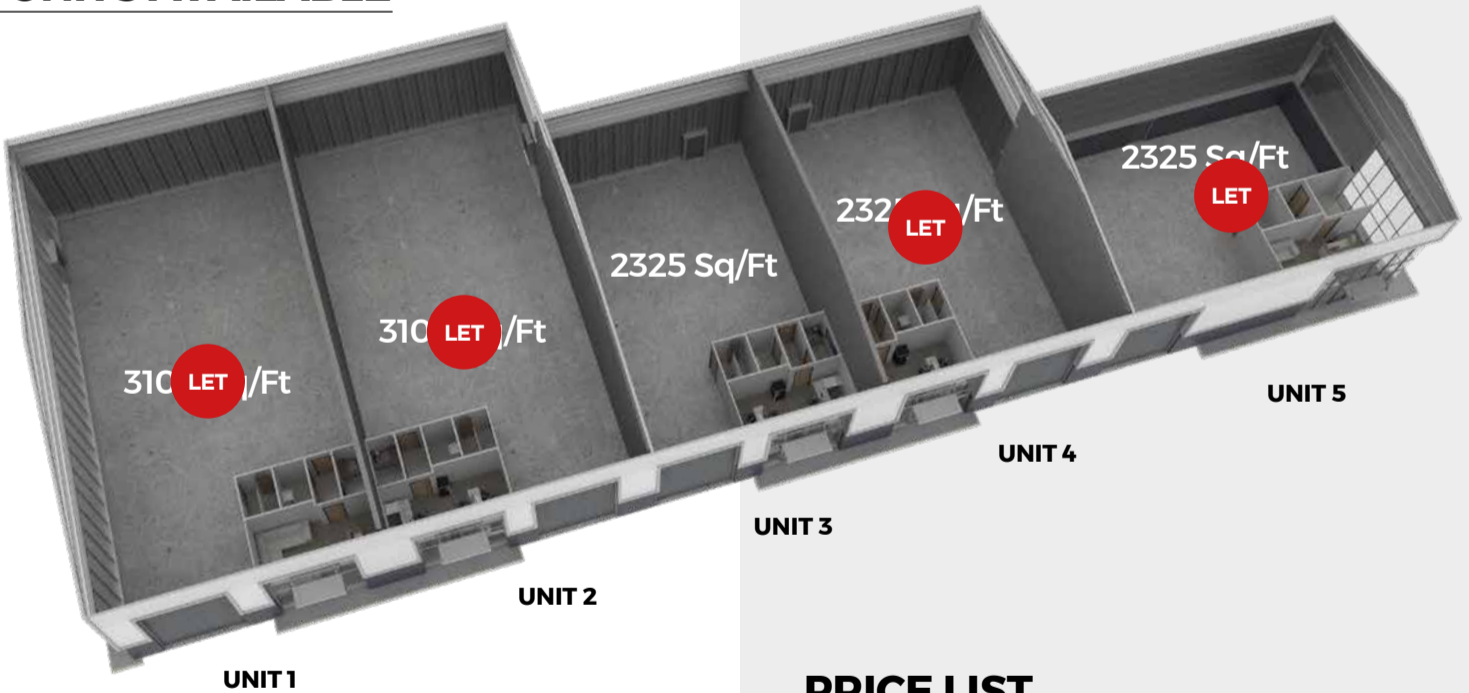 2325 Sq/Ft
LET
LET
2325 Sq/Ft
LET
LET
UNIT 5
UNIT 4
UNIT 3
UNIT 2
UNIT 1
PRICE LIST